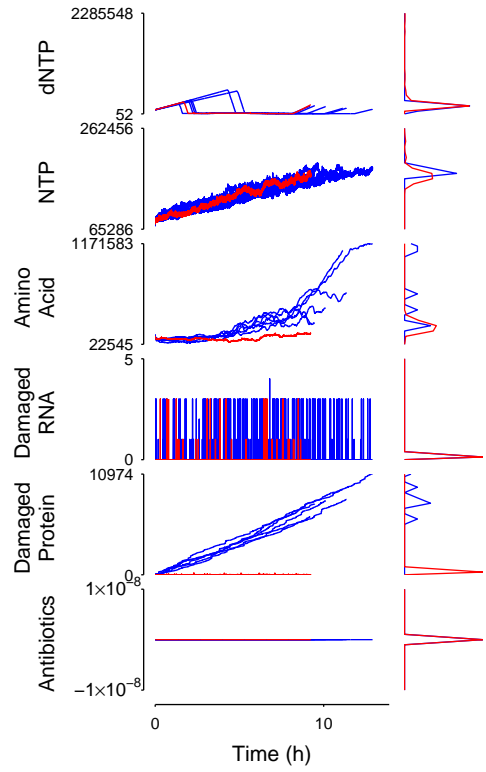 2285548
dNTP
52
262456
NTP
65286
1171583
Amino
Acid
22545
5
Damaged
RNA
0
10974
Damaged
Protein
0
1×10⁻⁸
Antibiotics
−1×10⁻⁸
0 10
Time (h)